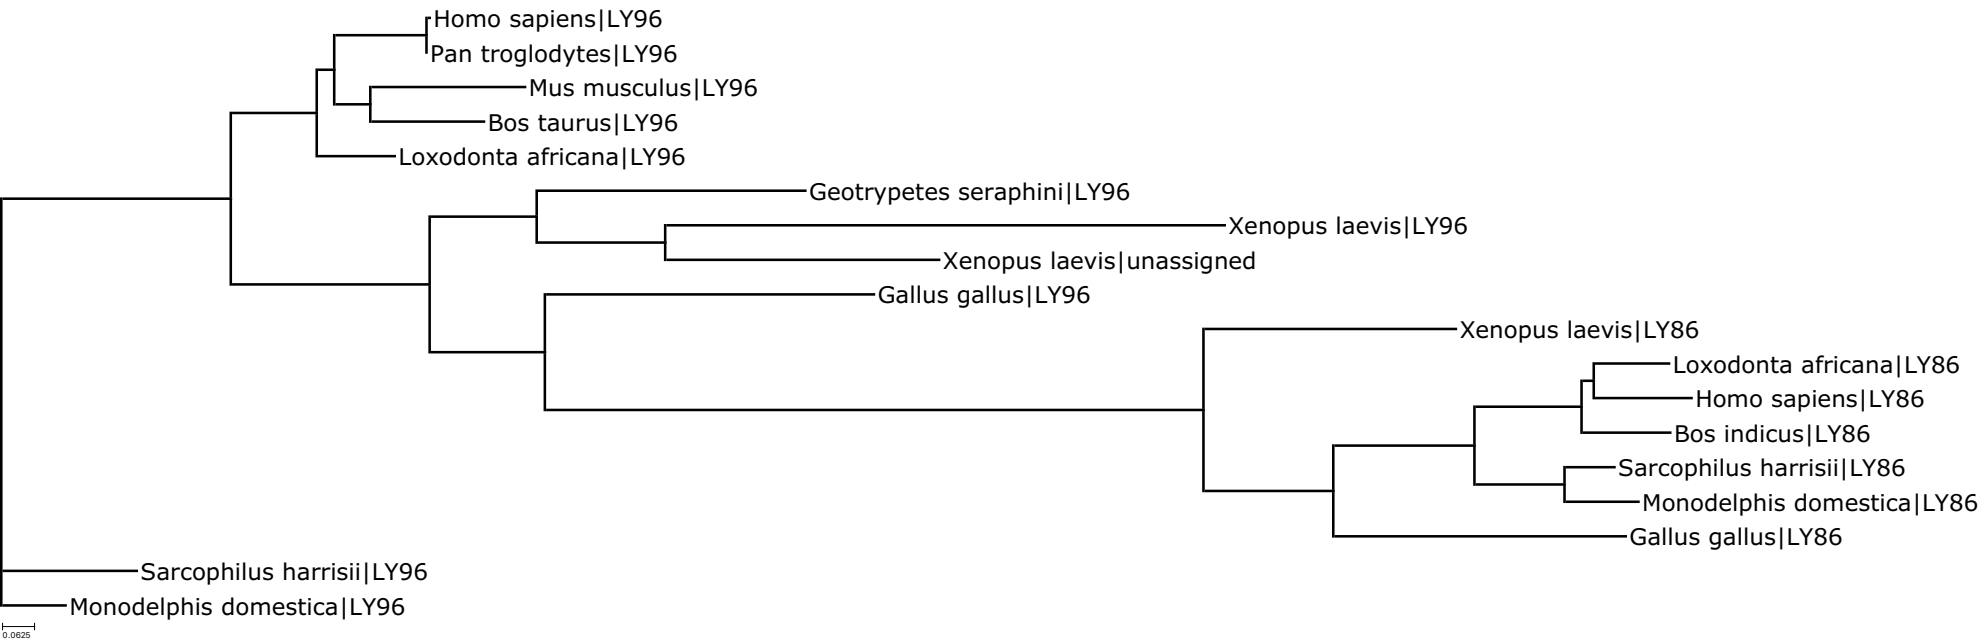 Homo sapiens|LY96
Pan troglodytes|LY96
Mus musculus|LY96
Bos taurus|LY96
Loxodonta africana|LY96
Geotrypetes seraphini|LY96
Xenopus laevis|LY96
Xenopus laevis|unassigned
Gallus gallus|LY96
Xenopus laevis|LY86
Loxodonta africana|LY86
Homo sapiens|LY86
Bos indicus|LY86
Sarcophilus harrisii|LY86
Monodelphis domestica|LY86
Gallus gallus|LY86
Sarcophilus harrisii|LY96
Monodelphis domestica|LY96
0.0625